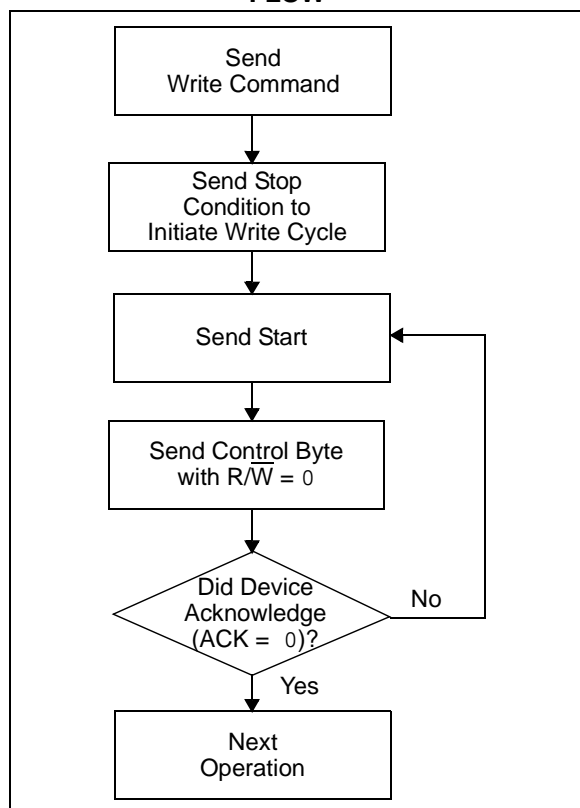 FLOW
Send
Write Command
Send Stop
Condition to
Initiate Write Cycle
Send Start
Send Control Byte
with R/W̅ = 0
Did Device
Acknowledge
(ACK = 0)?
No
Yes
Next
Operation